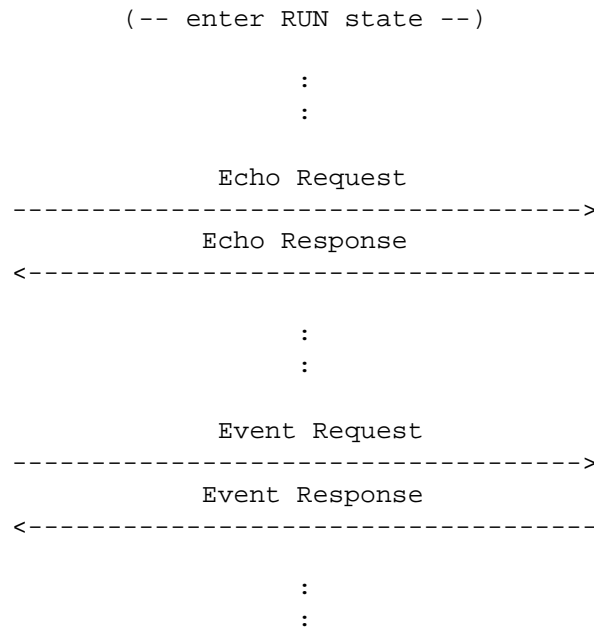 (-- enter RUN state --)
:
:
Echo Request
------------------------------------>
Echo Response
<------------------------------------
:
:
Event Request
------------------------------------>
Event Response
<------------------------------------
:
: